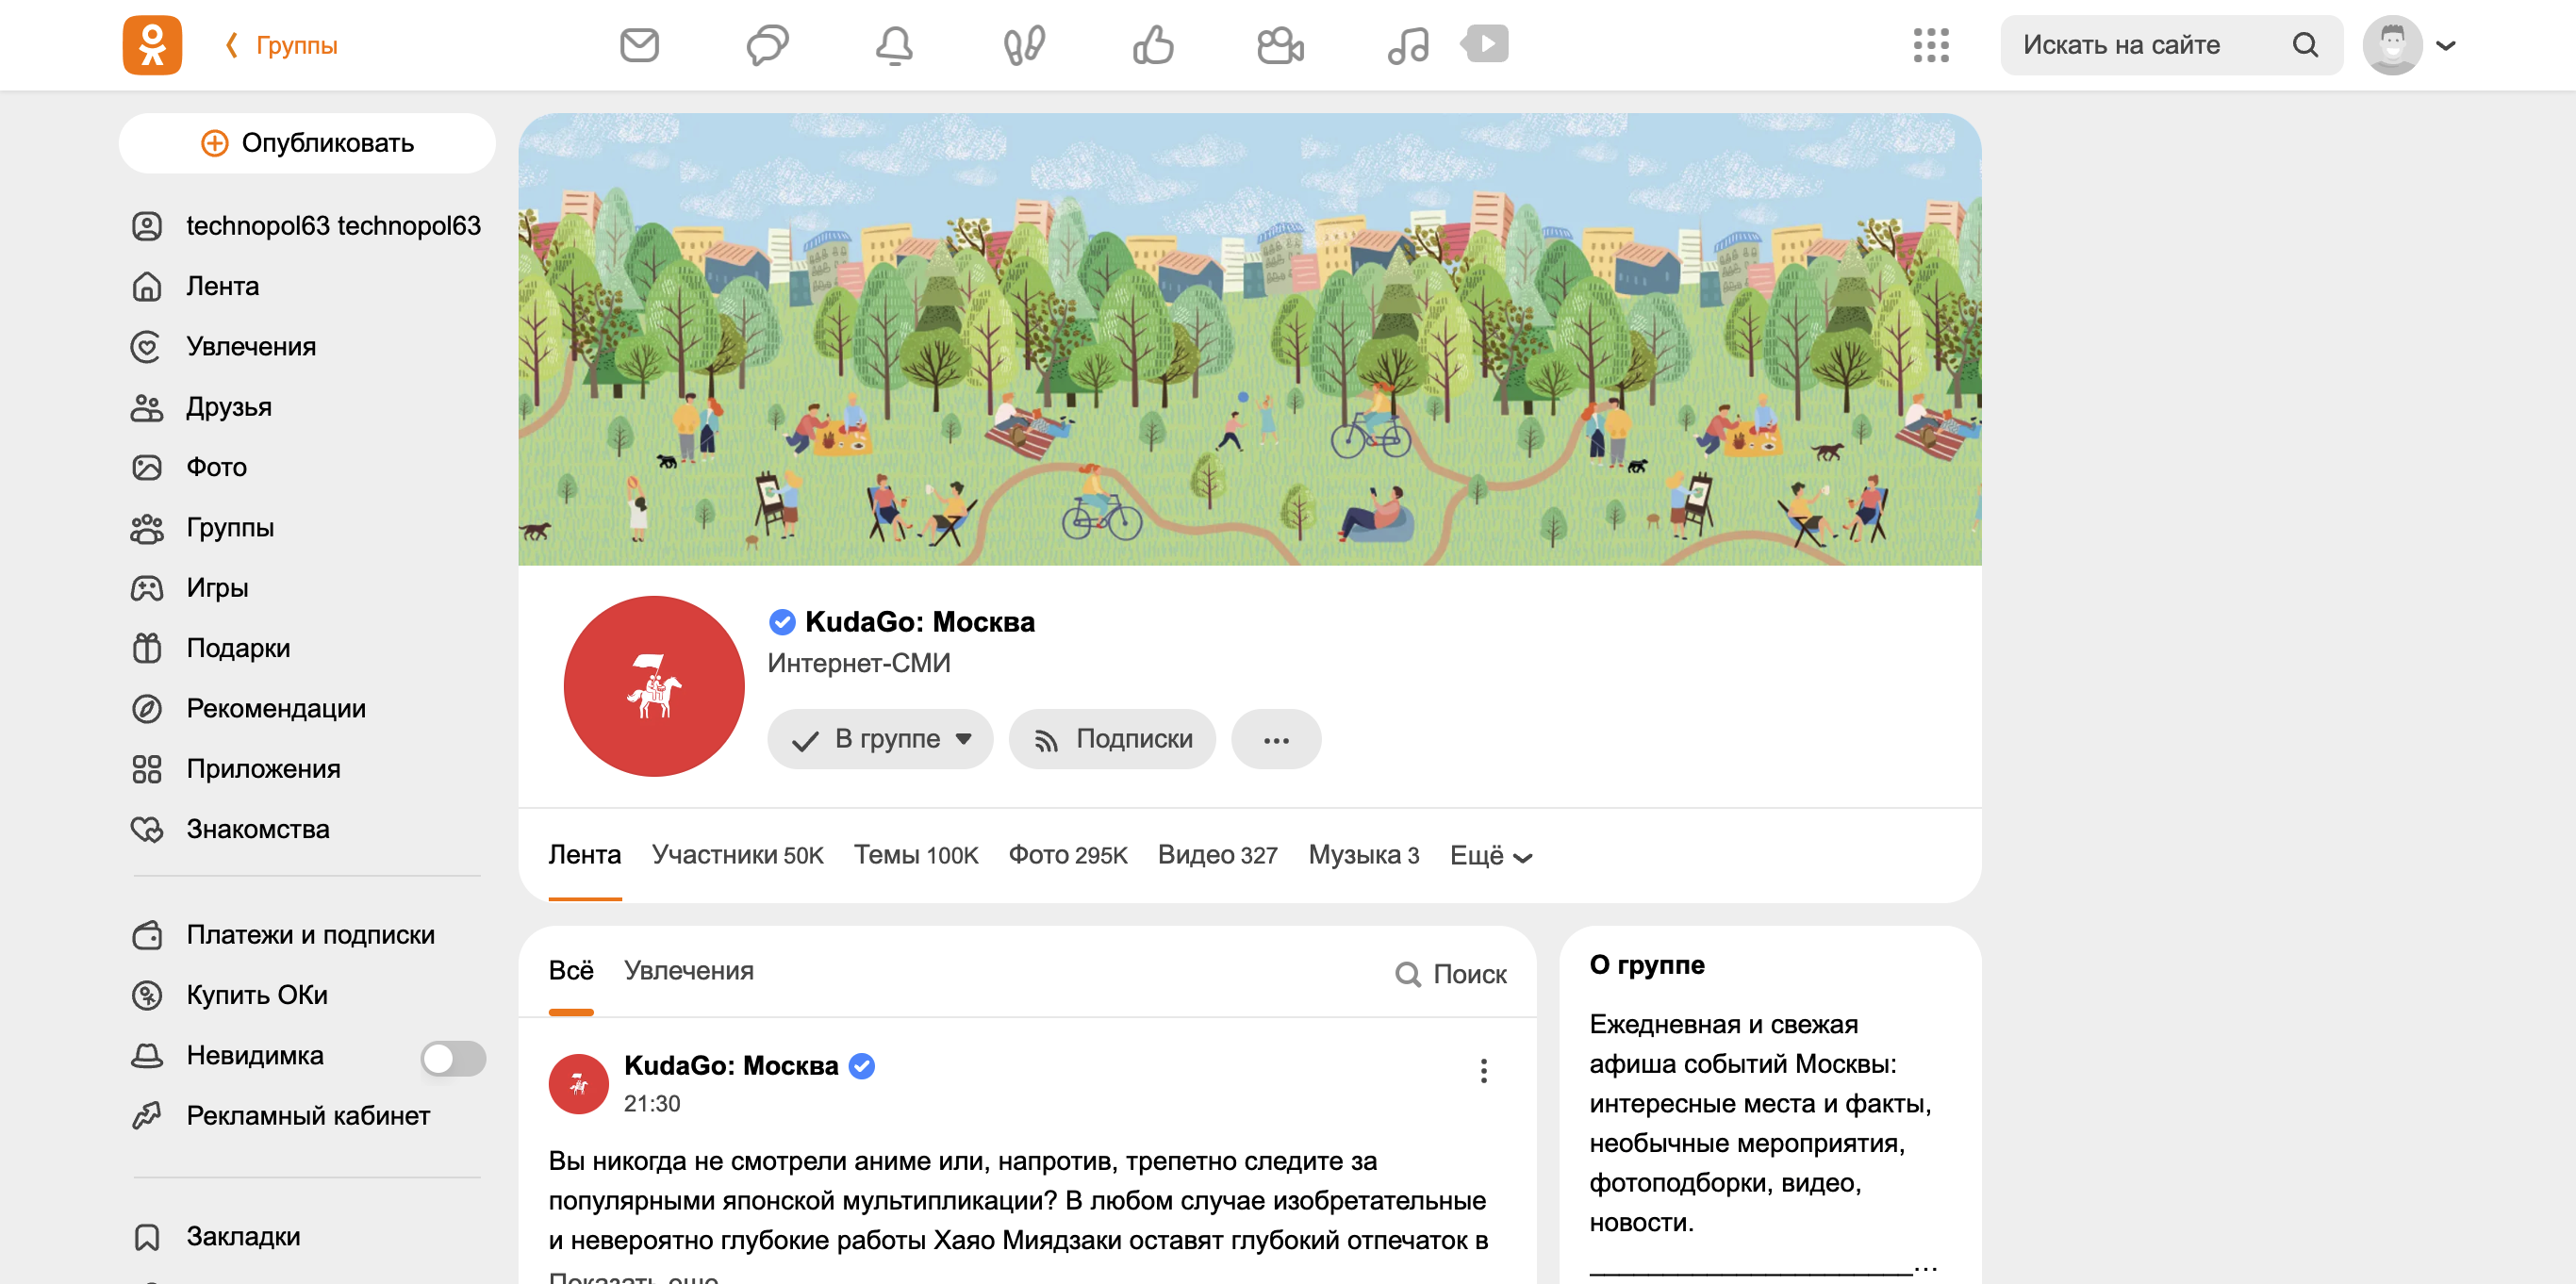 Группы
Искать на сайте
Опубликовать
technopol63 technopol63
Лента
Увлечения
Друзья
Фото
Группы
Игры
Подарки
Рекомендации
Приложения
Знакомства
Платежи и подписки
Купить ОКи
Невидимка
Рекламный кабинет
Закладки
KudaGo: Москва
Интернет-СМИ
В группе
Подписки
Лента Участники 50K Темы 100K Фото 295K Видео 327 Музыка 3 Ещё
Всё Увлечения Поиск
KudaGo: Москва
21:30
Вы никогда не смотрели аниме или, напротив, трепетно следите за
популярными японской мультипликации? В любом случае изобретательные
и невероятно глубокие работы Хаяо Миядзаки оставят глубокий отпечаток в
Показать еще
О группе
Ежедневная и свежая
афиша событий Москвы:
интересные места и факты,
необычные мероприятия,
фотоподборки, видео,
новости.
_______________________...